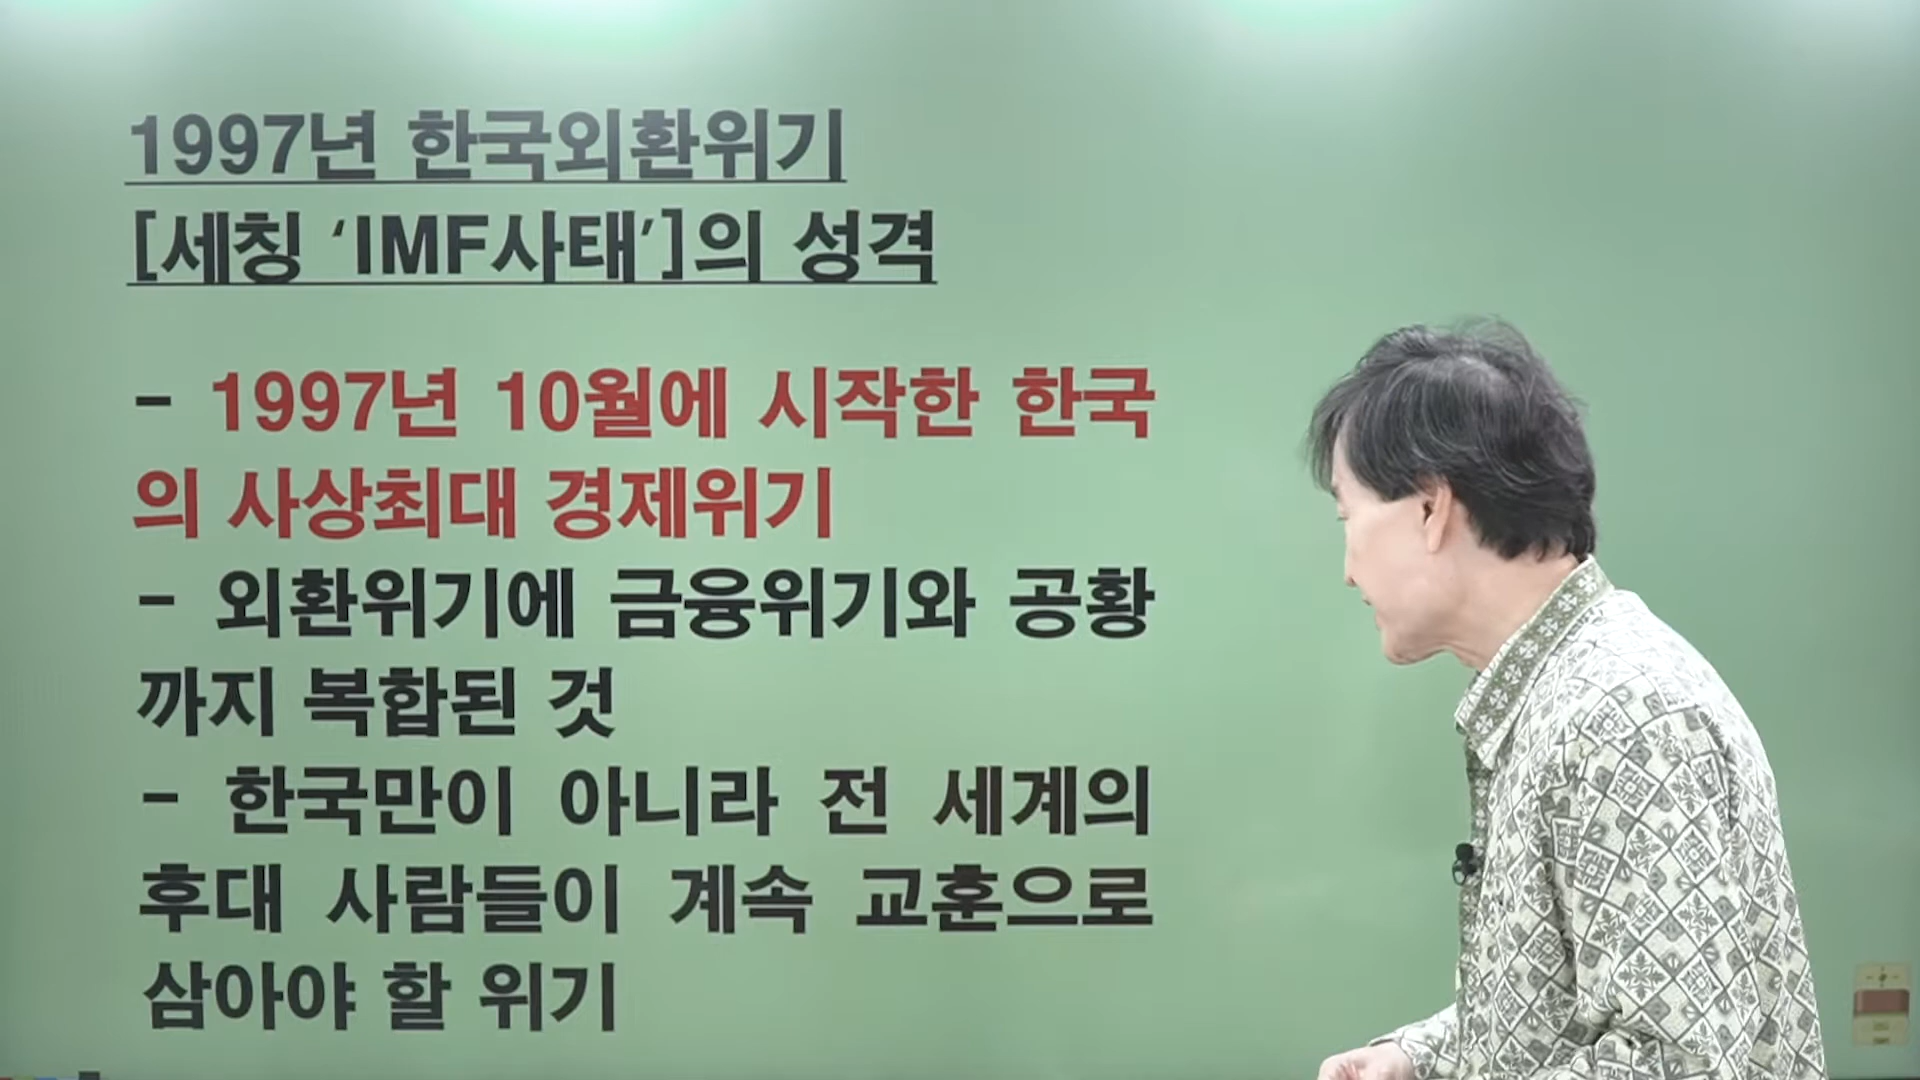 1997년 한국외환위기
[세칭 ‘IMF사태’]의 성격
- 1997년 10월에 시작한 한국
의 사상최대 경제위기
- 외환위기에 금융위기와 공황
까지 복합된 것
- 한국만이 아니라 전 세계의
후대 사람들이 계속 교훈으로
삼아야 할 위기